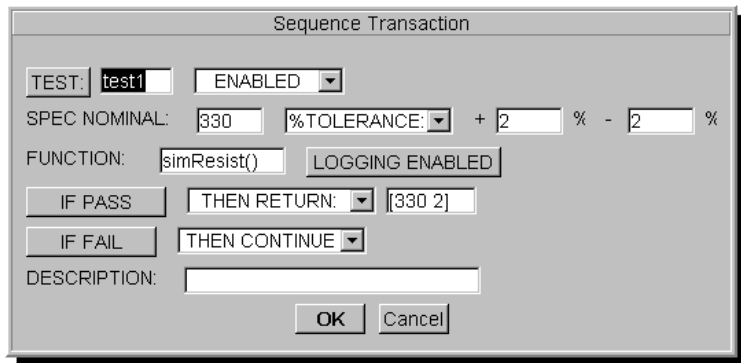 Sequence Transaction
TEST: test1 ENABLED
SPEC NOMINAL: 330 %TOLERANCE: + 2 % - 2 %
FUNCTION: simResist() LOGGING ENABLED
IF PASS THEN RETURN: [330 2]
IF FAIL THEN CONTINUE
DESCRIPTION:
OK Cancel